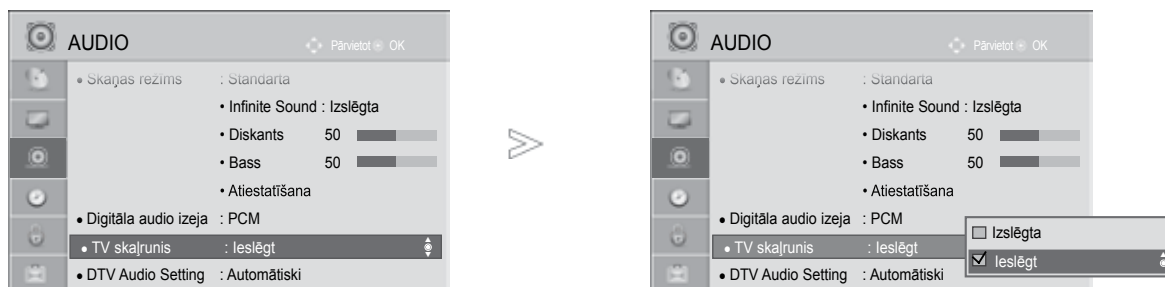 AUDIO Pārvietot OK
• Skaņas režīms : Standarta
• Infinite Sound : Izslēgta
• Diskants 50
• Bass 50
• Atiestatīšana
• Digitāla audio izeja : PCM
• TV skaļrunis : Ieslēgt
• DTV Audio Setting : Automātiski
AUDIO Pārvietot OK
• Skaņas režīms : Standarta
• Infinite Sound : Izslēgta
• Diskants 50
• Bass 50
• Atiestatīšana
• Digitāla audio izeja : PCM
• TV skaļrunis : Ieslēgt
• DTV Audio Setting : Automātiski
Izslēgta
Ieslēgt